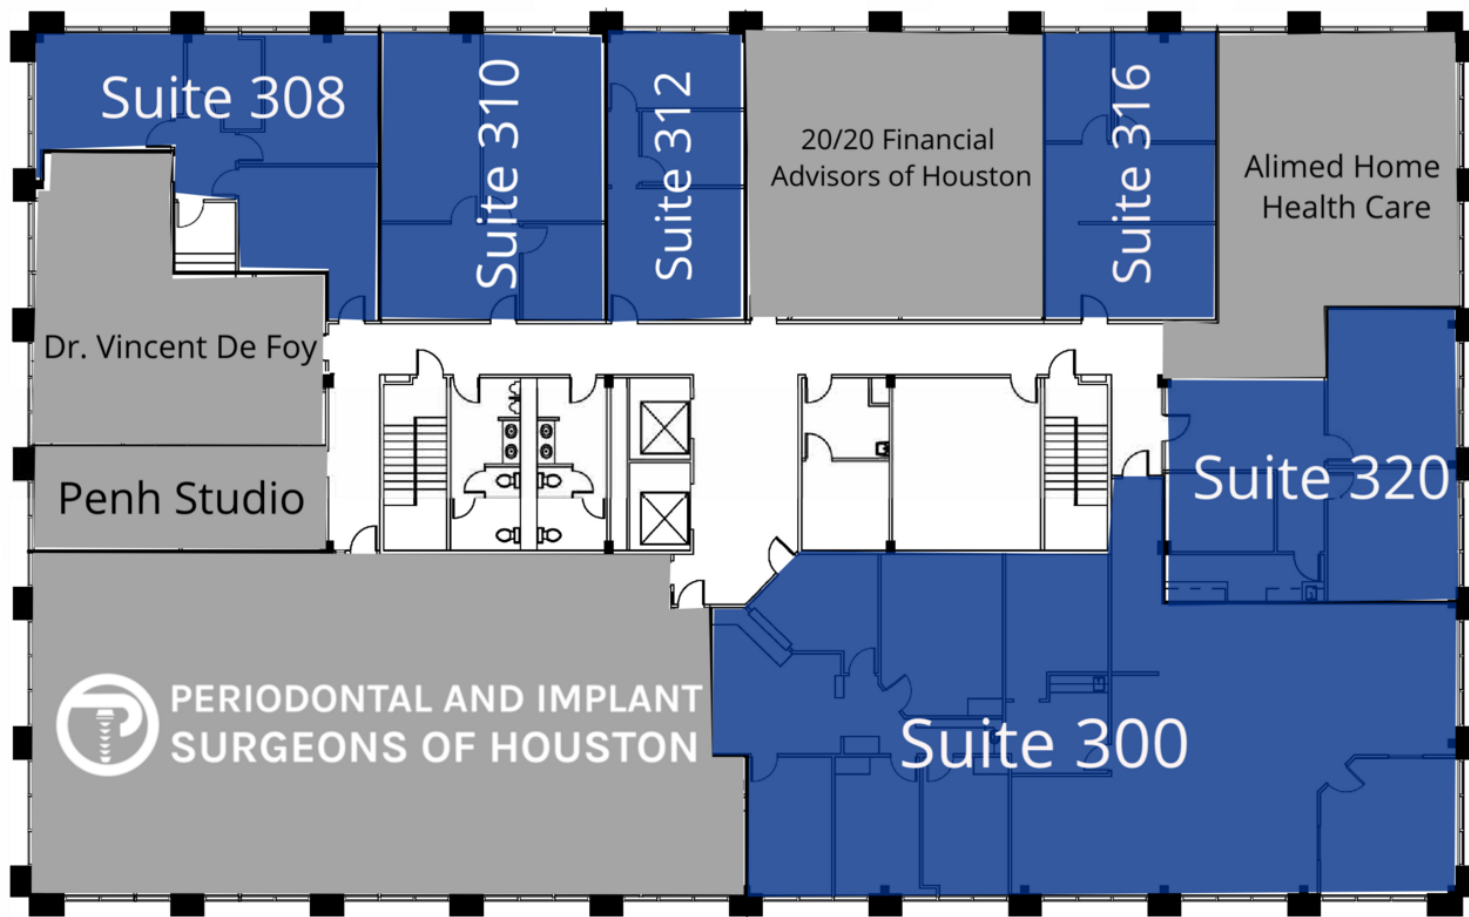 Suite 308
Suite 310
Suite 312
20/20 Financial
Advisors of Houston
Suite 316
Alimed Home
Health Care
Dr. Vincent De Foy
Penh Studio
Suite 320
PERIODONTAL AND IMPLANT
SURGEONS OF HOUSTON
Suite 300